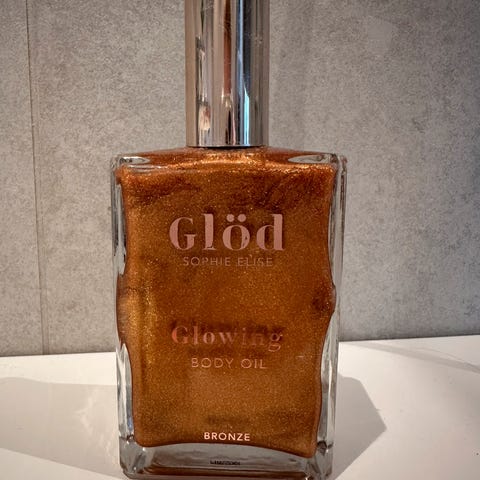 Glöd
SOPHIE ELISE
Glowing
BODY OIL
BRONZE